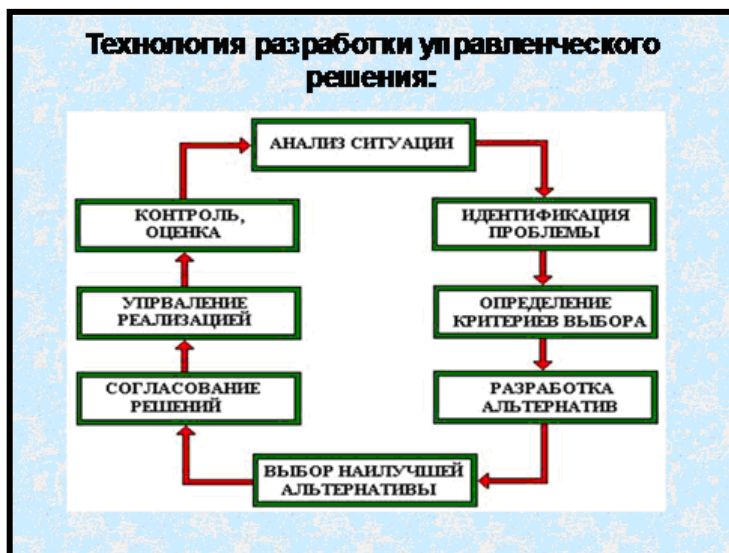 Технология разработки управленческого
решения:
АНАЛИЗ СИТУАЦИИ
ИДЕНТИФИКАЦИЯ
ПРОБЛЕМЫ
ОПРЕДЕЛЕНИЕ
КРИТЕРИЕВ ВЫБОРА
РАЗРАБОТКА
АЛЬТЕРНАТИВ
ВЫБОР НАИЛУЧШЕЙ
АЛЬТЕРНАТИВЫ
СОГЛАСОВАНИЕ
РЕШЕНИЙ
УПРВАЛЕНИЕ
РЕАЛИЗАЦИЕЙ
КОНТРОЛЬ,
ОЦЕНКА